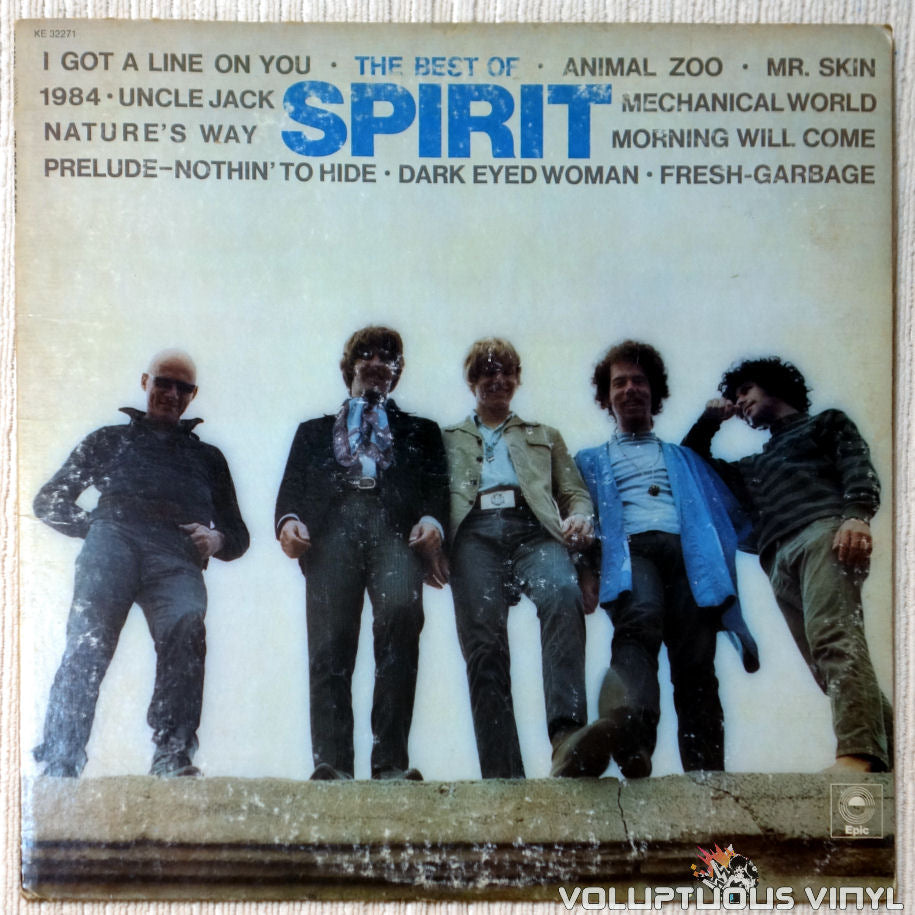 KE 32271
I GOT A LINE ON YOU · THE BEST OF · ANIMAL ZOO · MR. SKIN
1984 · UNCLE JACK SPIRIT MECHANICAL WORLD
NATURE'S WAY MORNING WILL COME
PRELUDE–NOTHIN' TO HIDE · DARK EYED WOMAN · FRESH-GARBAGE
Epic
VOLUPTUOUS VINYL